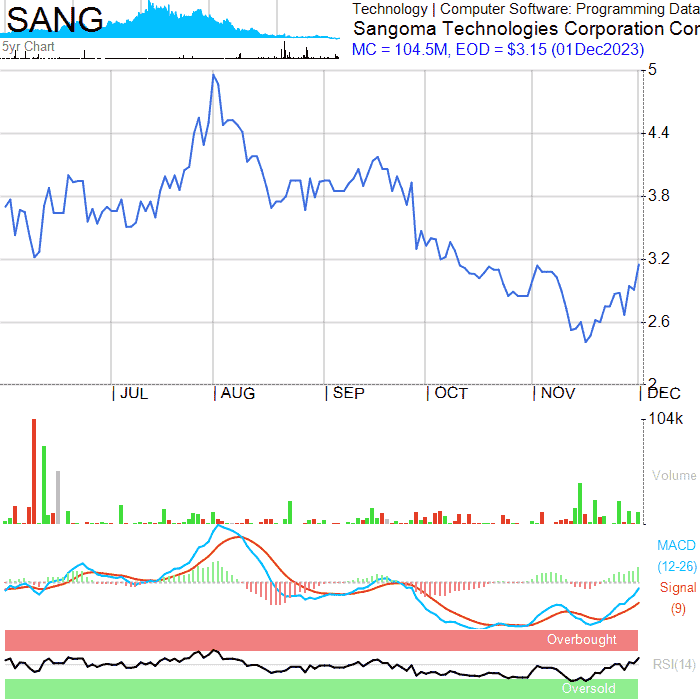 SANG
5yr Chart
Technology | Computer Software: Programming Data
Sangoma Technologies Corporation Cor
MC = 104.5M, EOD = $3.15 (01Dec2023)
5
4.4
3.8
3.2
2.6
2
JUL
AUG
SEP
OCT
NOV
DEC
104k
Volume
MACD
(12-26)
Signal
(9)
Overbought
RSI(14)
Oversold